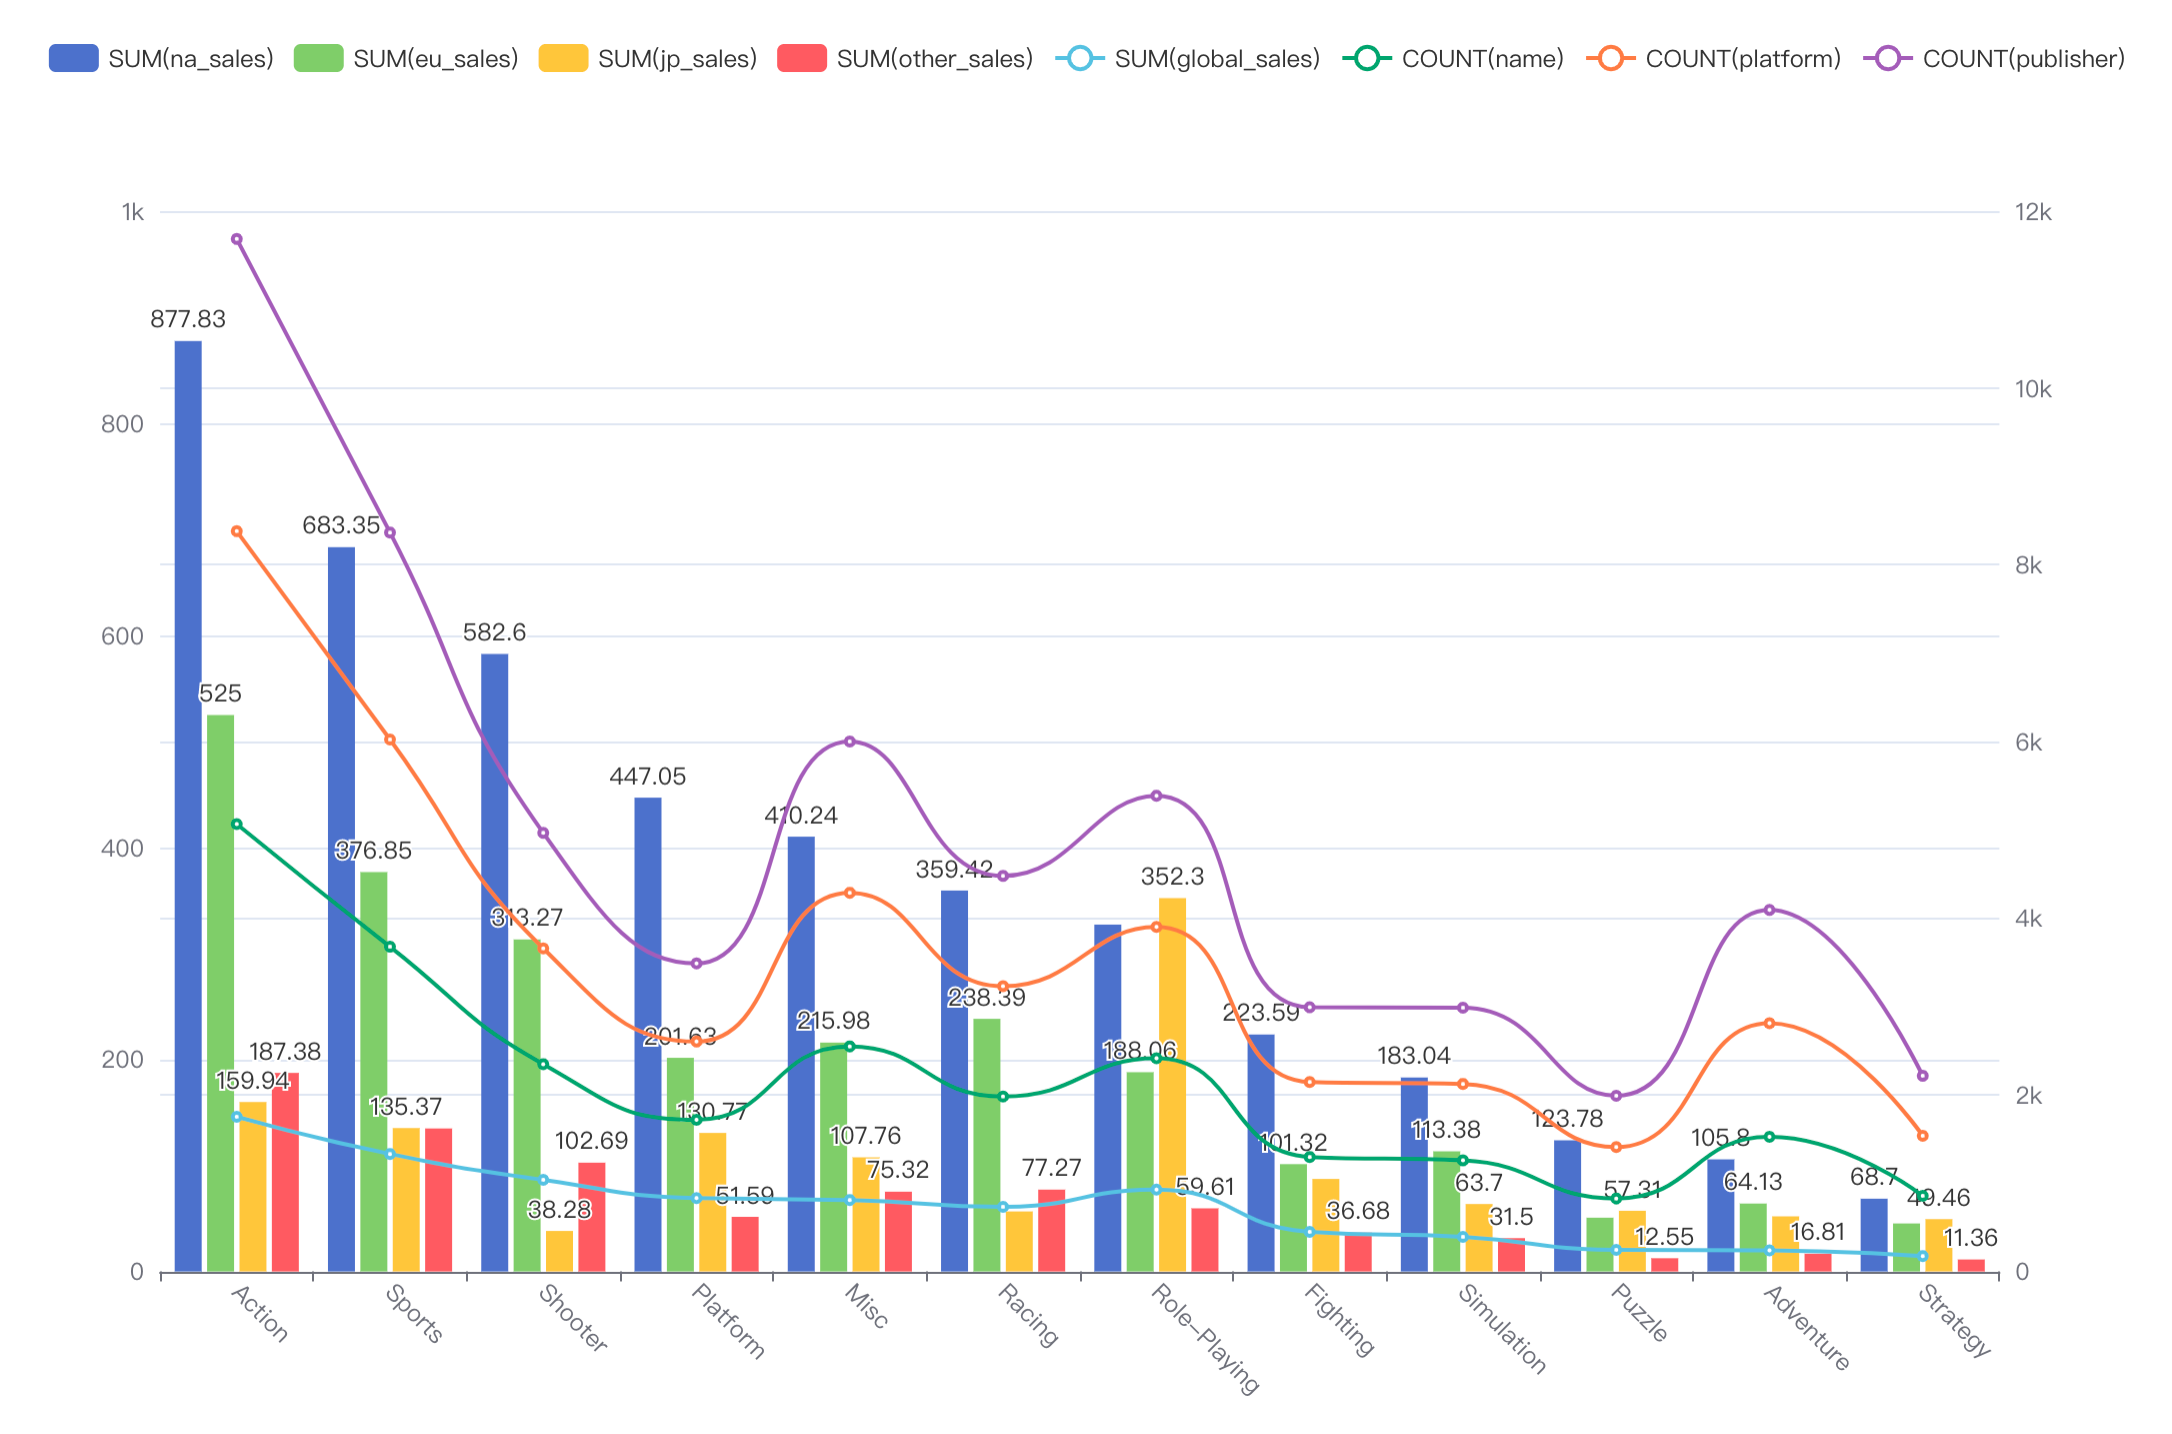 SUM(na_sales) SUM(eu_sales) SUM(jp_sales) SUM(other_sales) SUM(global_sales) COUNT(name) COUNT(platform) COUNT(publisher)
1k 12k
10k
800
8k
600
6k
400
4k
200
2k
0 0
877.83
683.35
582.6
447.05
410.24
359.42
223.59
183.04
123.78
105.8
68.7
525
376.85
313.27
201.63
215.98
238.39
188.06
101.32
113.38
64.13
159.94
135.37
38.28
130.77
107.76
352.3
63.7
57.31
49.46
187.38
102.69
51.59
75.32
77.27
59.61
36.68
31.5
12.55
16.81
11.36
Action
Sports
Shooter
Platform
Misc
Racing
Role-Playing
Fighting
Simulation
Puzzle
Adventure
Strategy